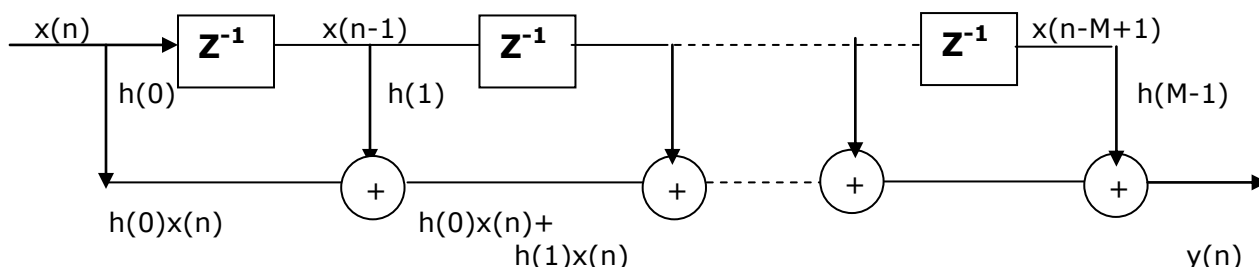 x(n) x(n-1) x(n-M+1)
Z-1 Z-1 Z-1
h(0) h(1) h(M-1)
+ + + +
h(0)x(n) h(0)x(n)+
h(1)x(n) y(n)